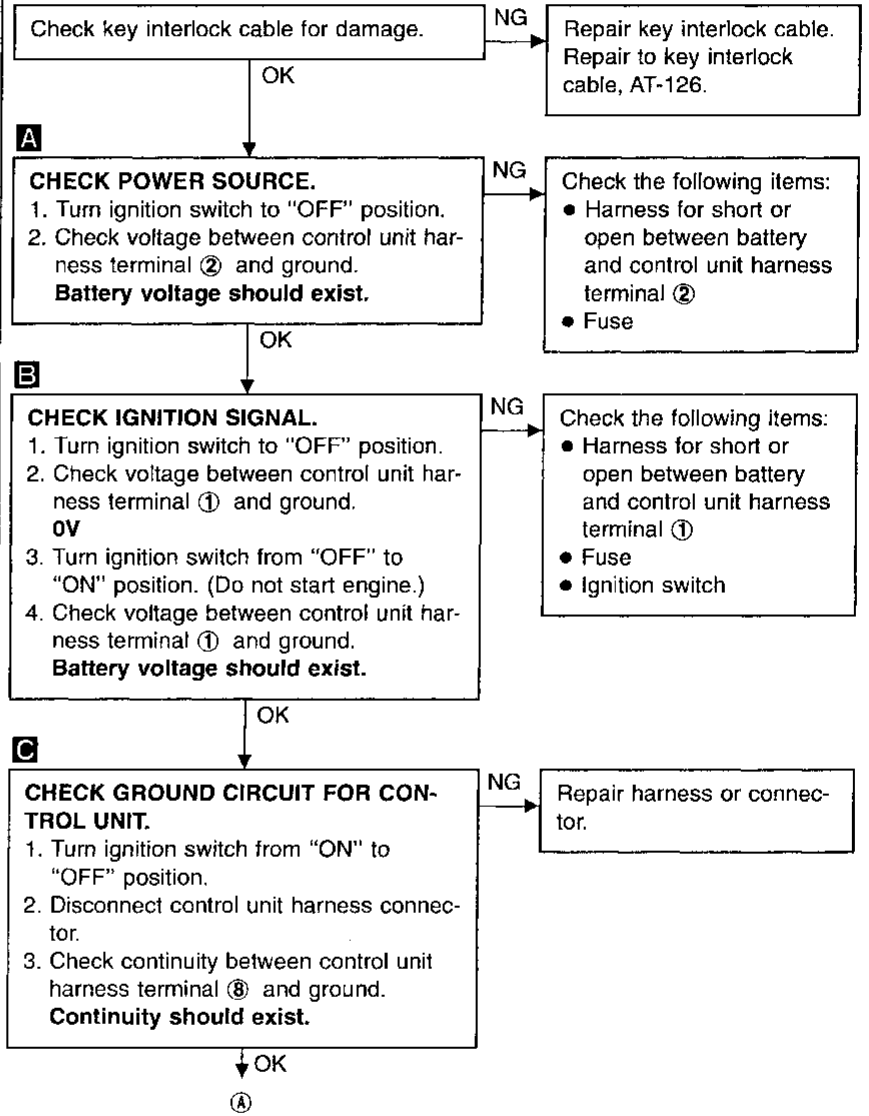 Check key interlock cable for damage.
NG
Repair key interlock cable.
Repair to key interlock
cable, AT-126.
OK
A
CHECK POWER SOURCE.
1. Turn ignition switch to "OFF" position.
2. Check voltage between control unit har-
ness terminal ② and ground.
Battery voltage should exist.
NG
Check the following items:
● Harness for short or
open between battery
and control unit harness
terminal ②
● Fuse
OK
B
CHECK IGNITION SIGNAL.
1. Turn ignition switch to "OFF" position.
2. Check voltage between control unit har-
ness terminal ① and ground.
0V
3. Turn ignition switch from "OFF" to
"ON" position. (Do not start engine.)
4. Check voltage between control unit har-
ness terminal ① and ground.
Battery voltage should exist.
NG
Check the following items:
● Harness for short or
open between battery
and control unit harness
terminal ①
● Fuse
● Ignition switch
OK
C
CHECK GROUND CIRCUIT FOR CON-
TROL UNIT.
1. Turn ignition switch from "ON" to
"OFF" position.
2. Disconnect control unit harness connec-
tor.
3. Check continuity between control unit
harness terminal ⑧ and ground.
Continuity should exist.
NG
Repair harness or connec-
tor.
OK
Ⓐ